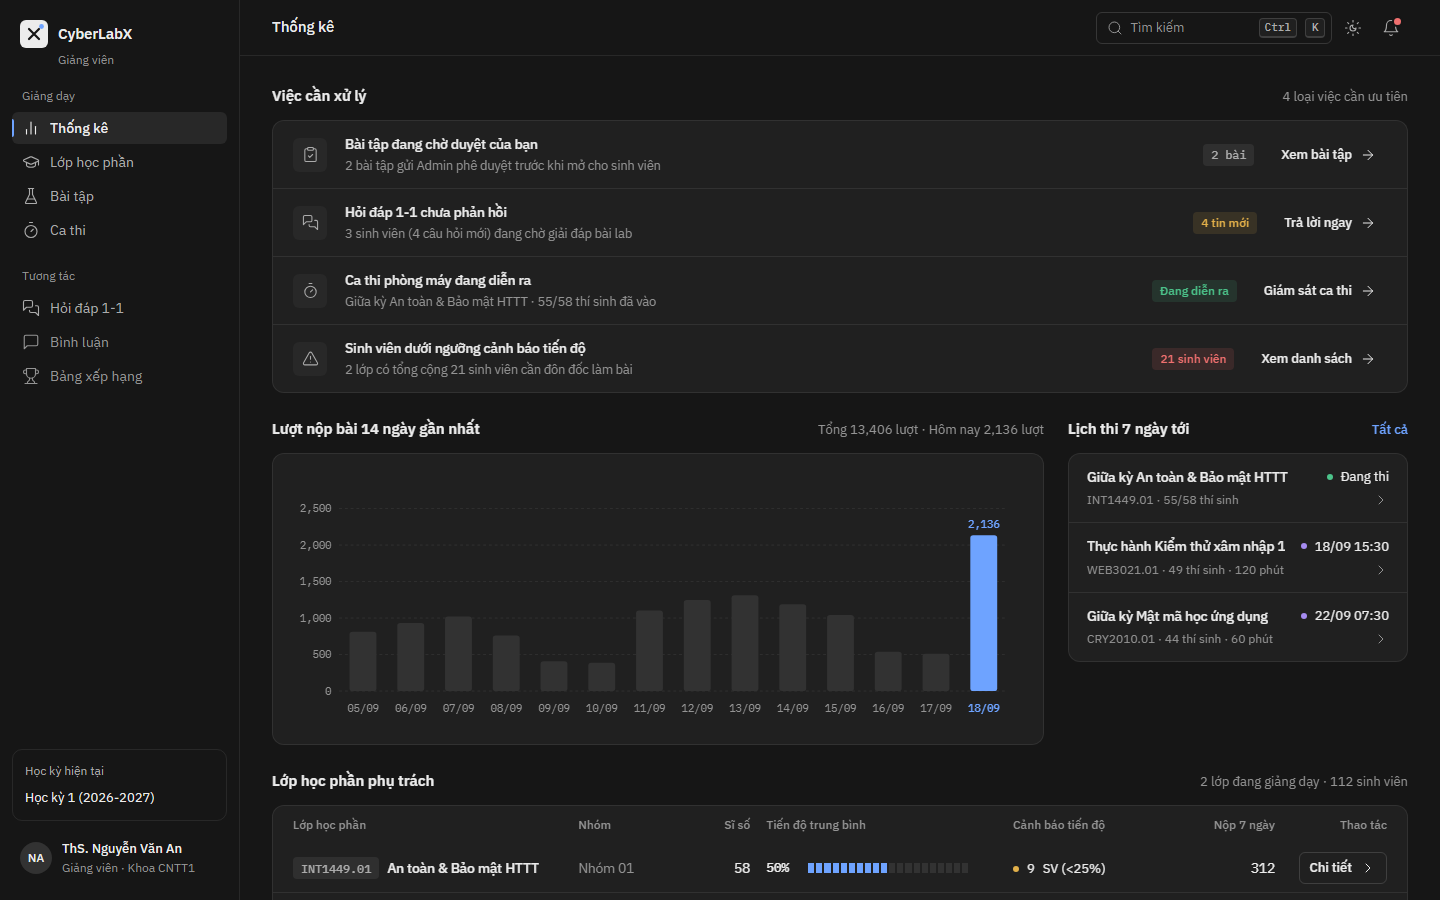 CyberLabX
Giảng viên
Giảng dạy
Thống kê
Lớp học phần
Bài tập
Ca thi
Tương tác
Hỏi đáp 1-1
Bình luận
Bảng xếp hạng
Học kỳ hiện tại
Học kỳ 1 (2026-2027)
NA
ThS. Nguyễn Văn An
Giảng viên · Khoa CNTT1
Thống kê
Tìm kiếm Ctrl K
Việc cần xử lý
4 loại việc cần ưu tiên
Bài tập đang chờ duyệt của bạn
2 bài tập gửi Admin phê duyệt trước khi mở cho sinh viên
2 bài
Xem bài tập
Hỏi đáp 1-1 chưa phản hồi
3 sinh viên (4 câu hỏi mới) đang chờ giải đáp bài lab
4 tin mới
Trả lời ngay
Ca thi phòng máy đang diễn ra
Giữa kỳ An toàn & Bảo mật HTTT · 55/58 thí sinh đã vào
Đang diễn ra
Giám sát ca thi
Sinh viên dưới ngưỡng cảnh báo tiến độ
2 lớp có tổng cộng 21 sinh viên cần đôn đốc làm bài
21 sinh viên
Xem danh sách
Lượt nộp bài 14 ngày gần nhất
Tổng 13,406 lượt · Hôm nay 2,136 lượt
2,500
2,000
1,500
1,000
500
0
2,136
05/09 06/09 07/09 08/09 09/09 10/09 11/09 12/09 13/09 14/09 15/09 16/09 17/09 18/09
Lịch thi 7 ngày tới
Tất cả
Giữa kỳ An toàn & Bảo mật HTTT
Đang thi
INT1449.01 · 55/58 thí sinh
Thực hành Kiểm thử xâm nhập 1
18/09 15:30
WEB3021.01 · 49 thí sinh · 120 phút
Giữa kỳ Mật mã học ứng dụng
22/09 07:30
CRY2010.01 · 44 thí sinh · 60 phút
Lớp học phần phụ trách
2 lớp đang giảng dạy · 112 sinh viên
Lớp học phần Nhóm Sĩ số Tiến độ trung bình Cảnh báo tiến độ Nộp 7 ngày Thao tác
INT1449.01 An toàn & Bảo mật HTTT Nhóm 01 58 50% 9 SV (<25%) 312 Chi tiết